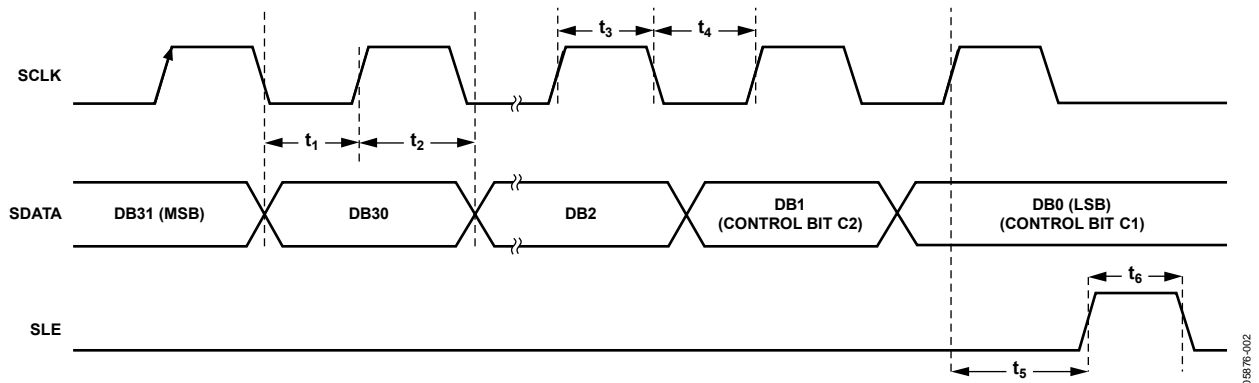 t3
t4
SCLK
t1
t2
SDATA
DB31 (MSB)
DB30
DB2
DB1
(CONTROL BIT C2)
DB0 (LSB)
(CONTROL BIT C1)
t6
SLE
t5
05876-002